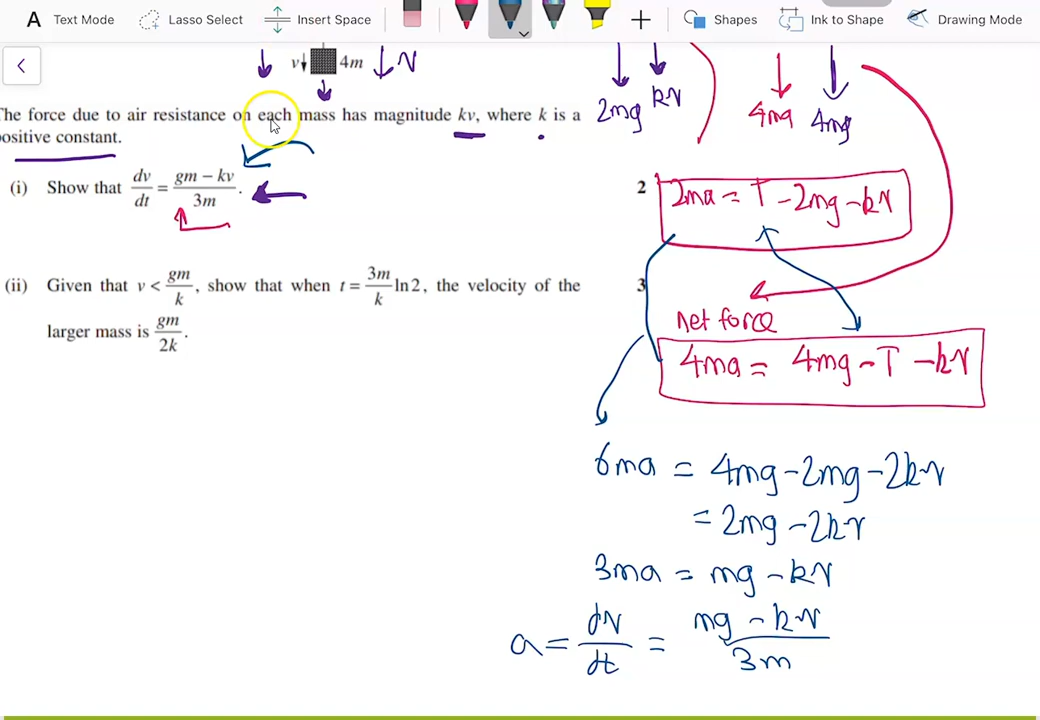 A Text Mode Lasso Select Insert Space Shapes Ink to Shape Drawing Mode
v 4m v
2mg kv 4ma 4mg
The force due to air resistance on each mass has magnitude kv, where k is a
positive constant.
(i) Show that dv/dt = (gm − kv)/3m. 2
2ma = T - 2mg - kv
(ii) Given that v < gm/k, show that when t = 3m/k ln 2, the velocity of the 3
larger mass is gm/2k.
net force
4ma = 4mg - T - kv
6ma = 4mg - 2mg - 2kv
= 2mg - 2kv
3ma = mg - kv
a = dv/dt = (mg - kv)/3m